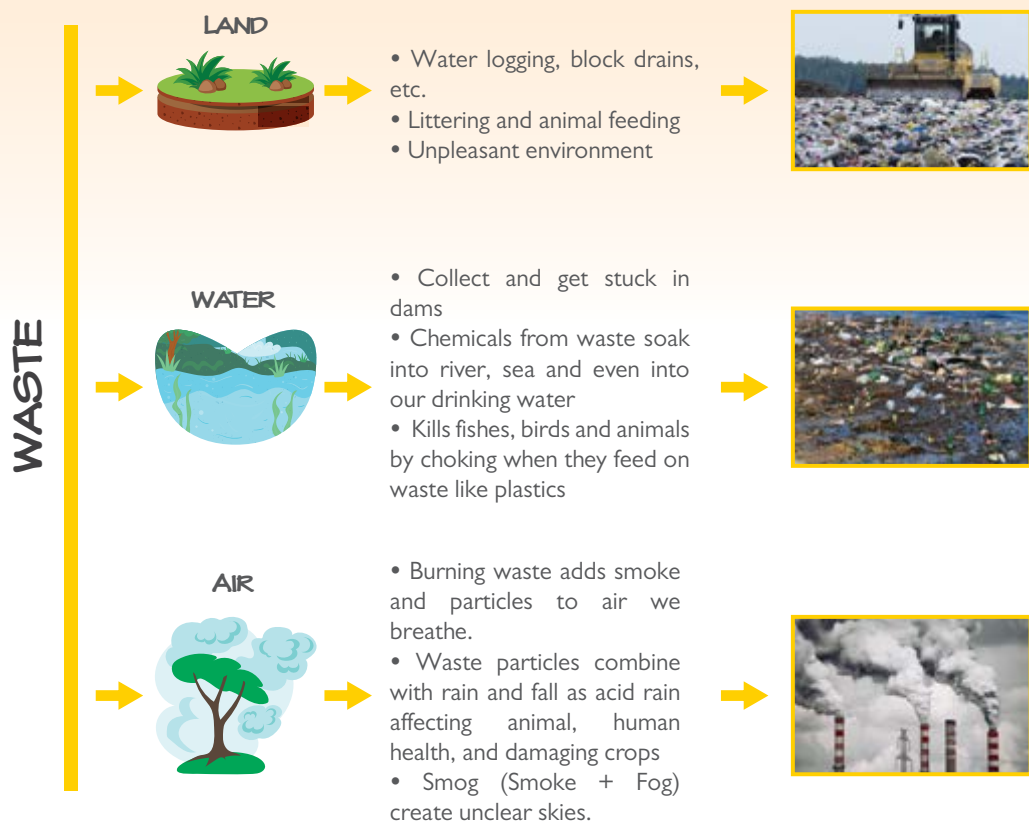 WASTE
LAND
• Water logging, block drains,
etc.
• Littering and animal feeding
• Unpleasant environment
WATER
• Collect and get stuck in
dams
• Chemicals from waste soak
into river, sea and even into
our drinking water
• Kills fishes, birds and animals
by choking when they feed on
waste like plastics
AIR
• Burning waste adds smoke
and particles to air we
breathe.
• Waste particles combine
with rain and fall as acid rain
affecting animal, human
health, and damaging crops
• Smog (Smoke + Fog)
create unclear skies.